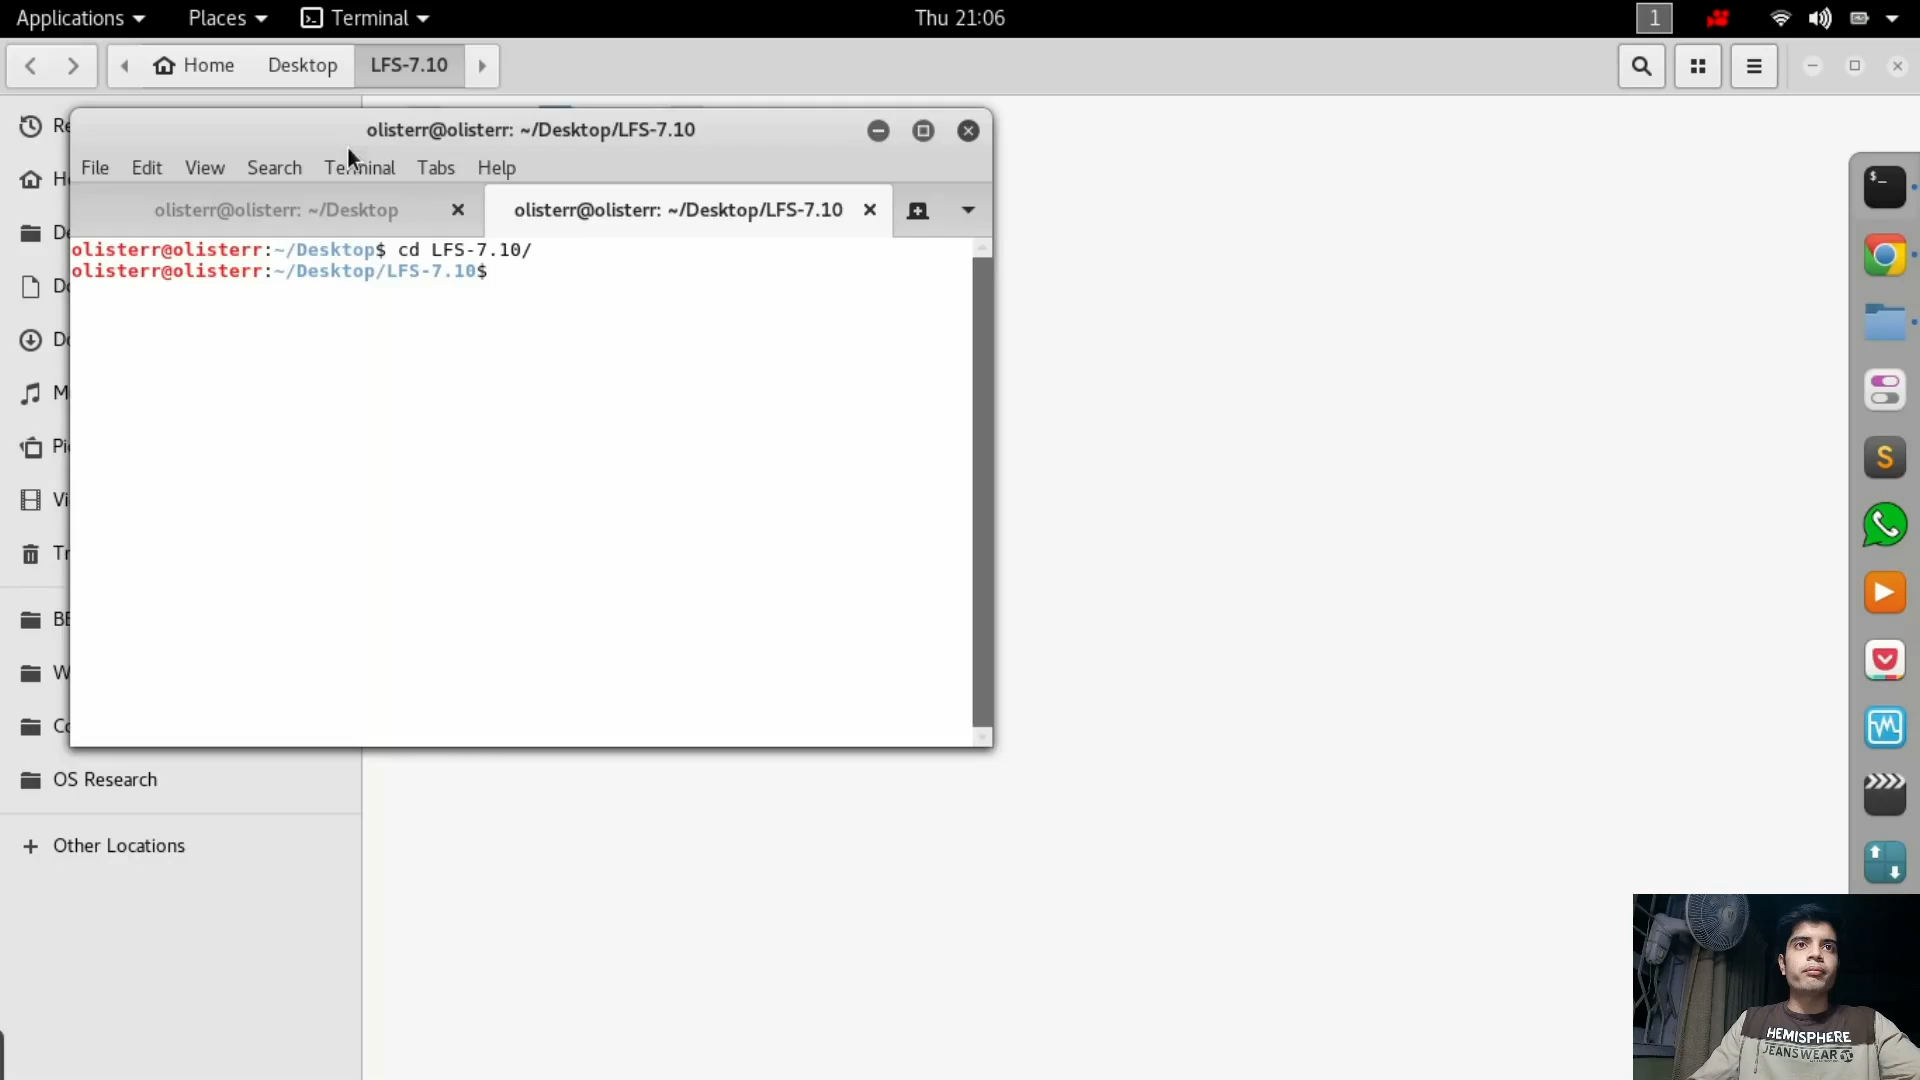 Applications
Places
Terminal
Thu 21:06
1
Home
Desktop
LFS-7.10
olisterr@olisterr: ~/Desktop/LFS-7.10
File
Edit
View
Search
Terminal
Tabs
Help
olisterr@olisterr: ~/Desktop
olisterr@olisterr: ~/Desktop/LFS-7.10
olisterr@olisterr:~/Desktop$ cd LFS-7.10/
olisterr@olisterr:~/Desktop/LFS-7.10$
OS Research
+ Other Locations
$_
S
HEMISPHERE
JEANSWEAR